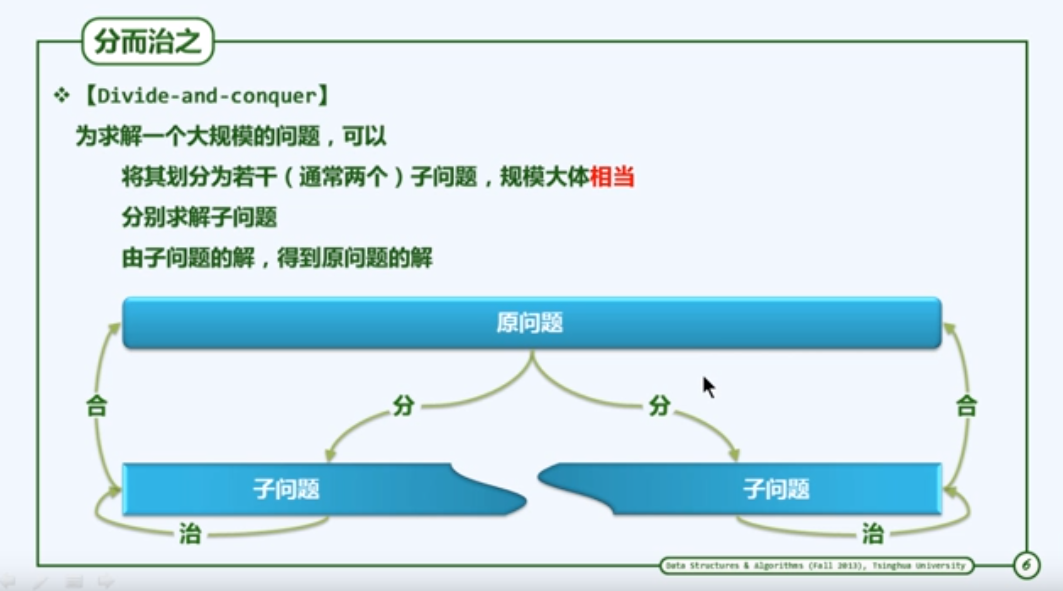 分而治之
❖【Divide-and-conquer】
为求解一个大规模的问题，可以
将其划分为若干（通常两个）子问题，规模大体相当
分别求解子问题
由子问题的解，得到原问题的解
原问题
合 分 分 合
子问题 子问题
治 治
Data Structures & Algorithms (Fall 2013), Tsinghua University
6